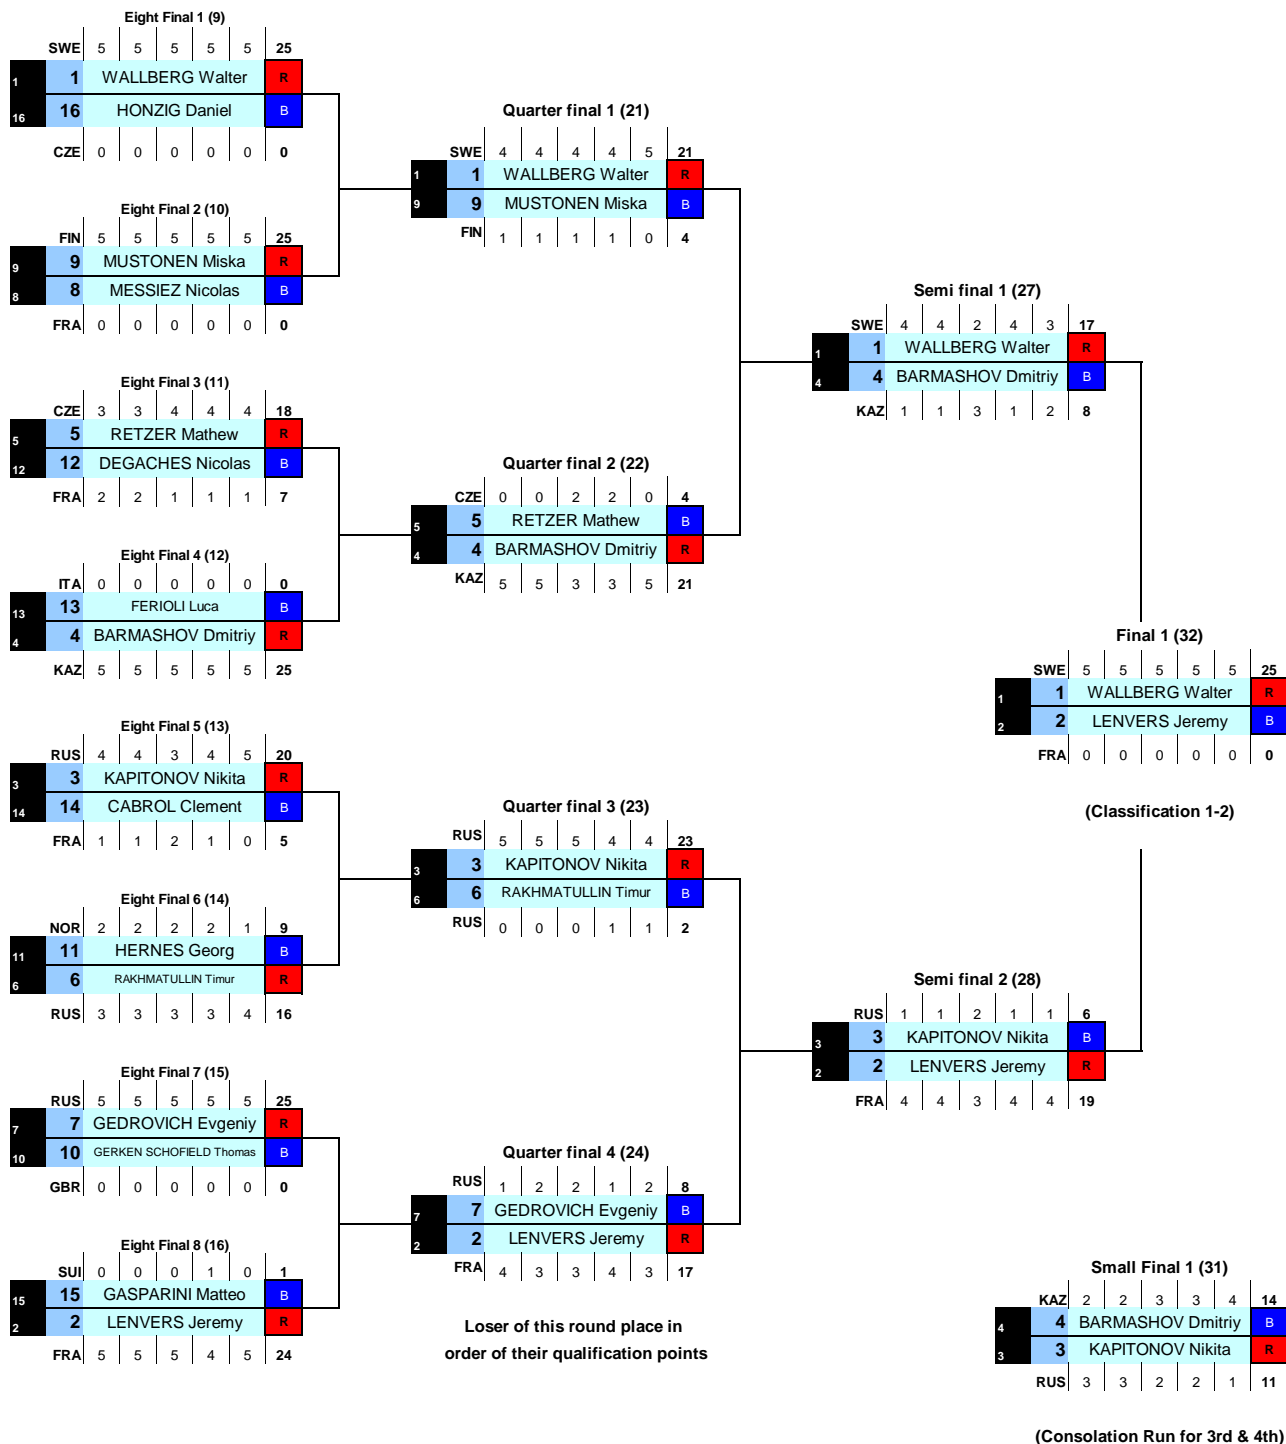 Eight Final 1 (9)
SWE 5 5 5 5 5 25
1 1 WALLBERG Walter R
16 16 HONZIG Daniel B
CZE 0 0 0 0 0 0
Eight Final 2 (10)
FIN 5 5 5 5 5 25
9 9 MUSTONEN Miska R
8 8 MESSIEZ Nicolas B
FRA 0 0 0 0 0 0
Eight Final 3 (11)
CZE 3 3 4 4 4 18
5 5 RETZER Mathew R
12 12 DEGACHES Nicolas B
FRA 2 2 1 1 1 7
Eight Final 4 (12)
ITA 0 0 0 0 0 0
13 13 FERIOLI Luca B
4 4 BARMASHOV Dmitriy R
KAZ 5 5 5 5 5 25
Eight Final 5 (13)
RUS 4 4 3 4 5 20
3 3 KAPITONOV Nikita R
14 14 CABROL Clement B
FRA 1 1 2 1 0 5
Eight Final 6 (14)
NOR 2 2 2 2 1 9
11 11 HERNES Georg B
6 6 RAKHMATULLIN Timur R
RUS 3 3 3 3 4 16
Eight Final 7 (15)
RUS 5 5 5 5 5 25
7 7 GEDROVICH Evgeniy R
10 10 GERKEN SCHOFIELD Thomas B
GBR 0 0 0 0 0 0
Eight Final 8 (16)
SUI 0 0 0 1 0 1
15 15 GASPARINI Matteo B
2 2 LENVERS Jeremy R
FRA 5 5 5 4 5 24
Quarter final 1 (21)
SWE 4 4 4 4 5 21
1 1 WALLBERG Walter R
9 9 MUSTONEN Miska B
FIN 1 1 1 1 0 4
Quarter final 2 (22)
CZE 0 0 2 2 0 4
5 5 RETZER Mathew B
4 4 BARMASHOV Dmitriy R
KAZ 5 5 3 3 5 21
Quarter final 3 (23)
RUS 5 5 5 4 4 23
3 3 KAPITONOV Nikita R
6 6 RAKHMATULLIN Timur B
RUS 0 0 0 1 1 2
Quarter final 4 (24)
RUS 1 2 2 1 2 8
7 7 GEDROVICH Evgeniy B
2 2 LENVERS Jeremy R
FRA 4 3 3 4 3 17
Loser of this round place in
order of their qualification points
Semi final 1 (27)
SWE 4 4 2 4 3 17
1 1 WALLBERG Walter R
4 4 BARMASHOV Dmitriy B
KAZ 1 1 3 1 2 8
Semi final 2 (28)
RUS 1 1 2 1 1 6
3 3 KAPITONOV Nikita B
2 2 LENVERS Jeremy R
FRA 4 4 3 4 4 19
Final 1 (32)
SWE 5 5 5 5 5 25
1 1 WALLBERG Walter R
2 2 LENVERS Jeremy B
FRA 0 0 0 0 0 0
(Classification 1-2)
Small Final 1 (31)
KAZ 2 2 3 3 4 14
4 4 BARMASHOV Dmitriy B
3 3 KAPITONOV Nikita R
RUS 3 3 2 2 1 11
(Consolation Run for 3rd & 4th)